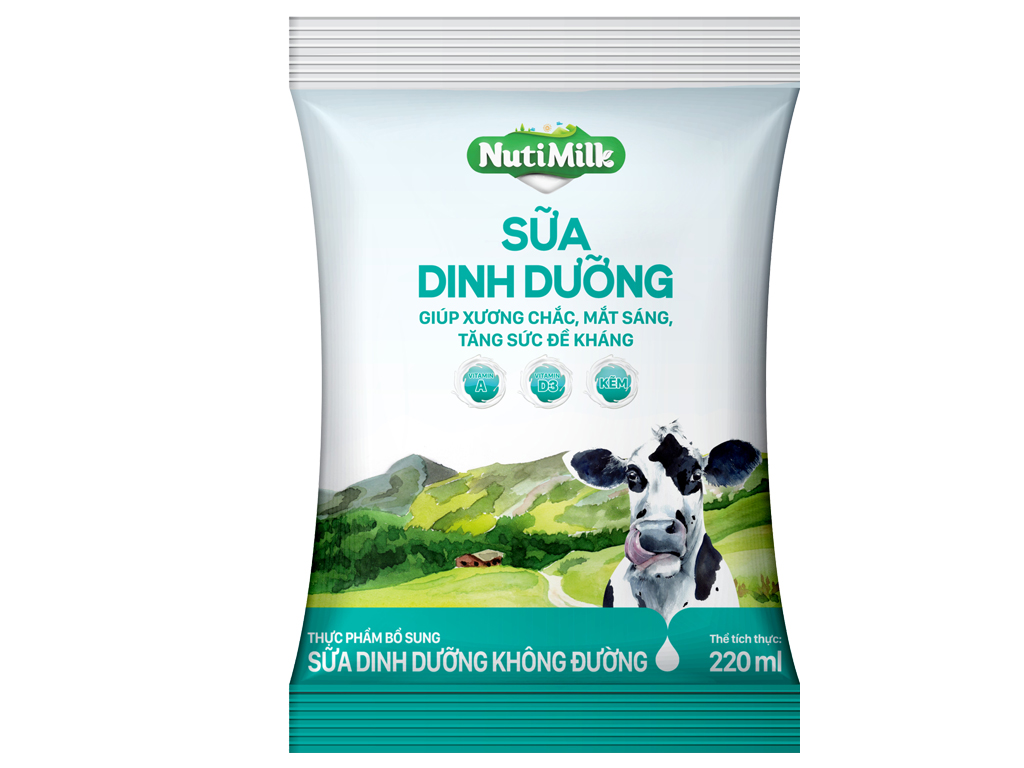 NutiMilk
SỮA
DINH DƯỠNG
GIÚP XƯƠNG CHẮC, MẮT SÁNG,
TĂNG SỨC ĐỀ KHÁNG
VITAMIN A
VITAMIN D3
KẼM
THỰC PHẨM BỔ SUNG
SỮA DINH DƯỠNG KHÔNG ĐƯỜNG
Thể tích thực:
220 ml